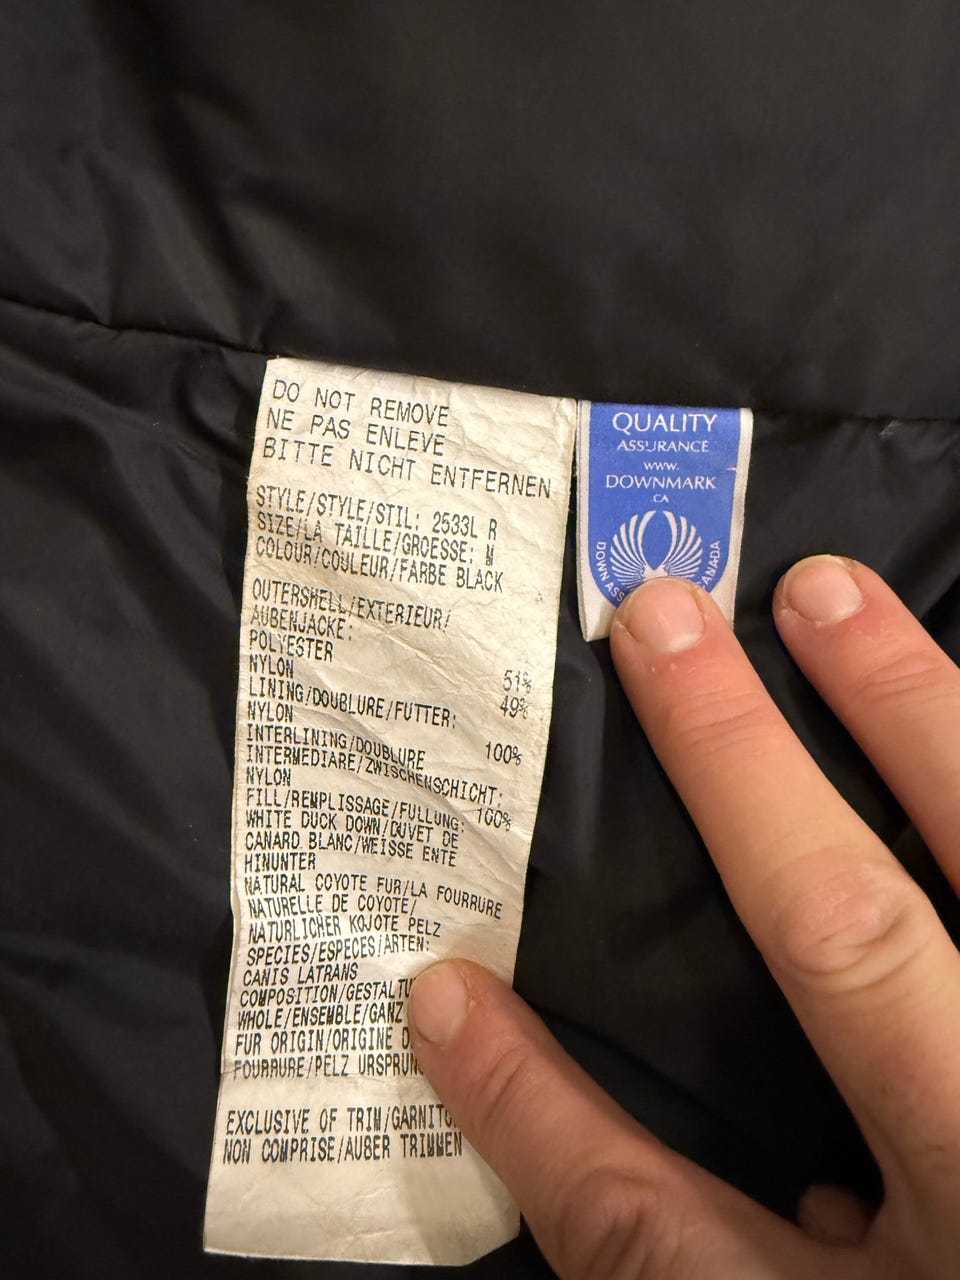 DO NOT REMOVE
NE PAS ENLEVE
BITTE NICHT ENTFERNEN
STYLE/STYLE/STIL: 2533L R
SIZE/LA TAILLE/GROESSE: M
COLOUR/COULEUR/FARBE BLACK
OUTERSHELL/EXTERIEUR/
AUBENJACKE:
POLYESTER 51%
NYLON 49%
LINING/DOUBLURE/FUTTER:
NYLON 100%
INTERLINING/DOUBLURE
INTERMEDIARE/ZWISCHENSCHICHT:
NYLON 100%
FILL/REMPLISSAGE/FULLUNG:
WHITE DUCK DOWN/DUVET DE
CANARD BLANC/WEISSE ENTE
HINUNTER
NATURAL COYOTE FUR/LA FOURRURE
NATURELLE DE COYOTE/
NATURLICHER KOJOTE PELZ
SPECIES/ESPECES/ARTEN:
CANIS LATRANS
COMPOSITION/GESTALTU
WHOLE/ENSEMBLE/GANZ
FUR ORIGIN/ORIGINE D
FOURRURE/PELZ URSPRUN
EXCLUSIVE OF TRIM/GARNITU
NON COMPRISE/AUBER TRIMMEN
QUALITY
ASSURANCE
www.
DOWNMARK
CA
DOWN ASS CANADA